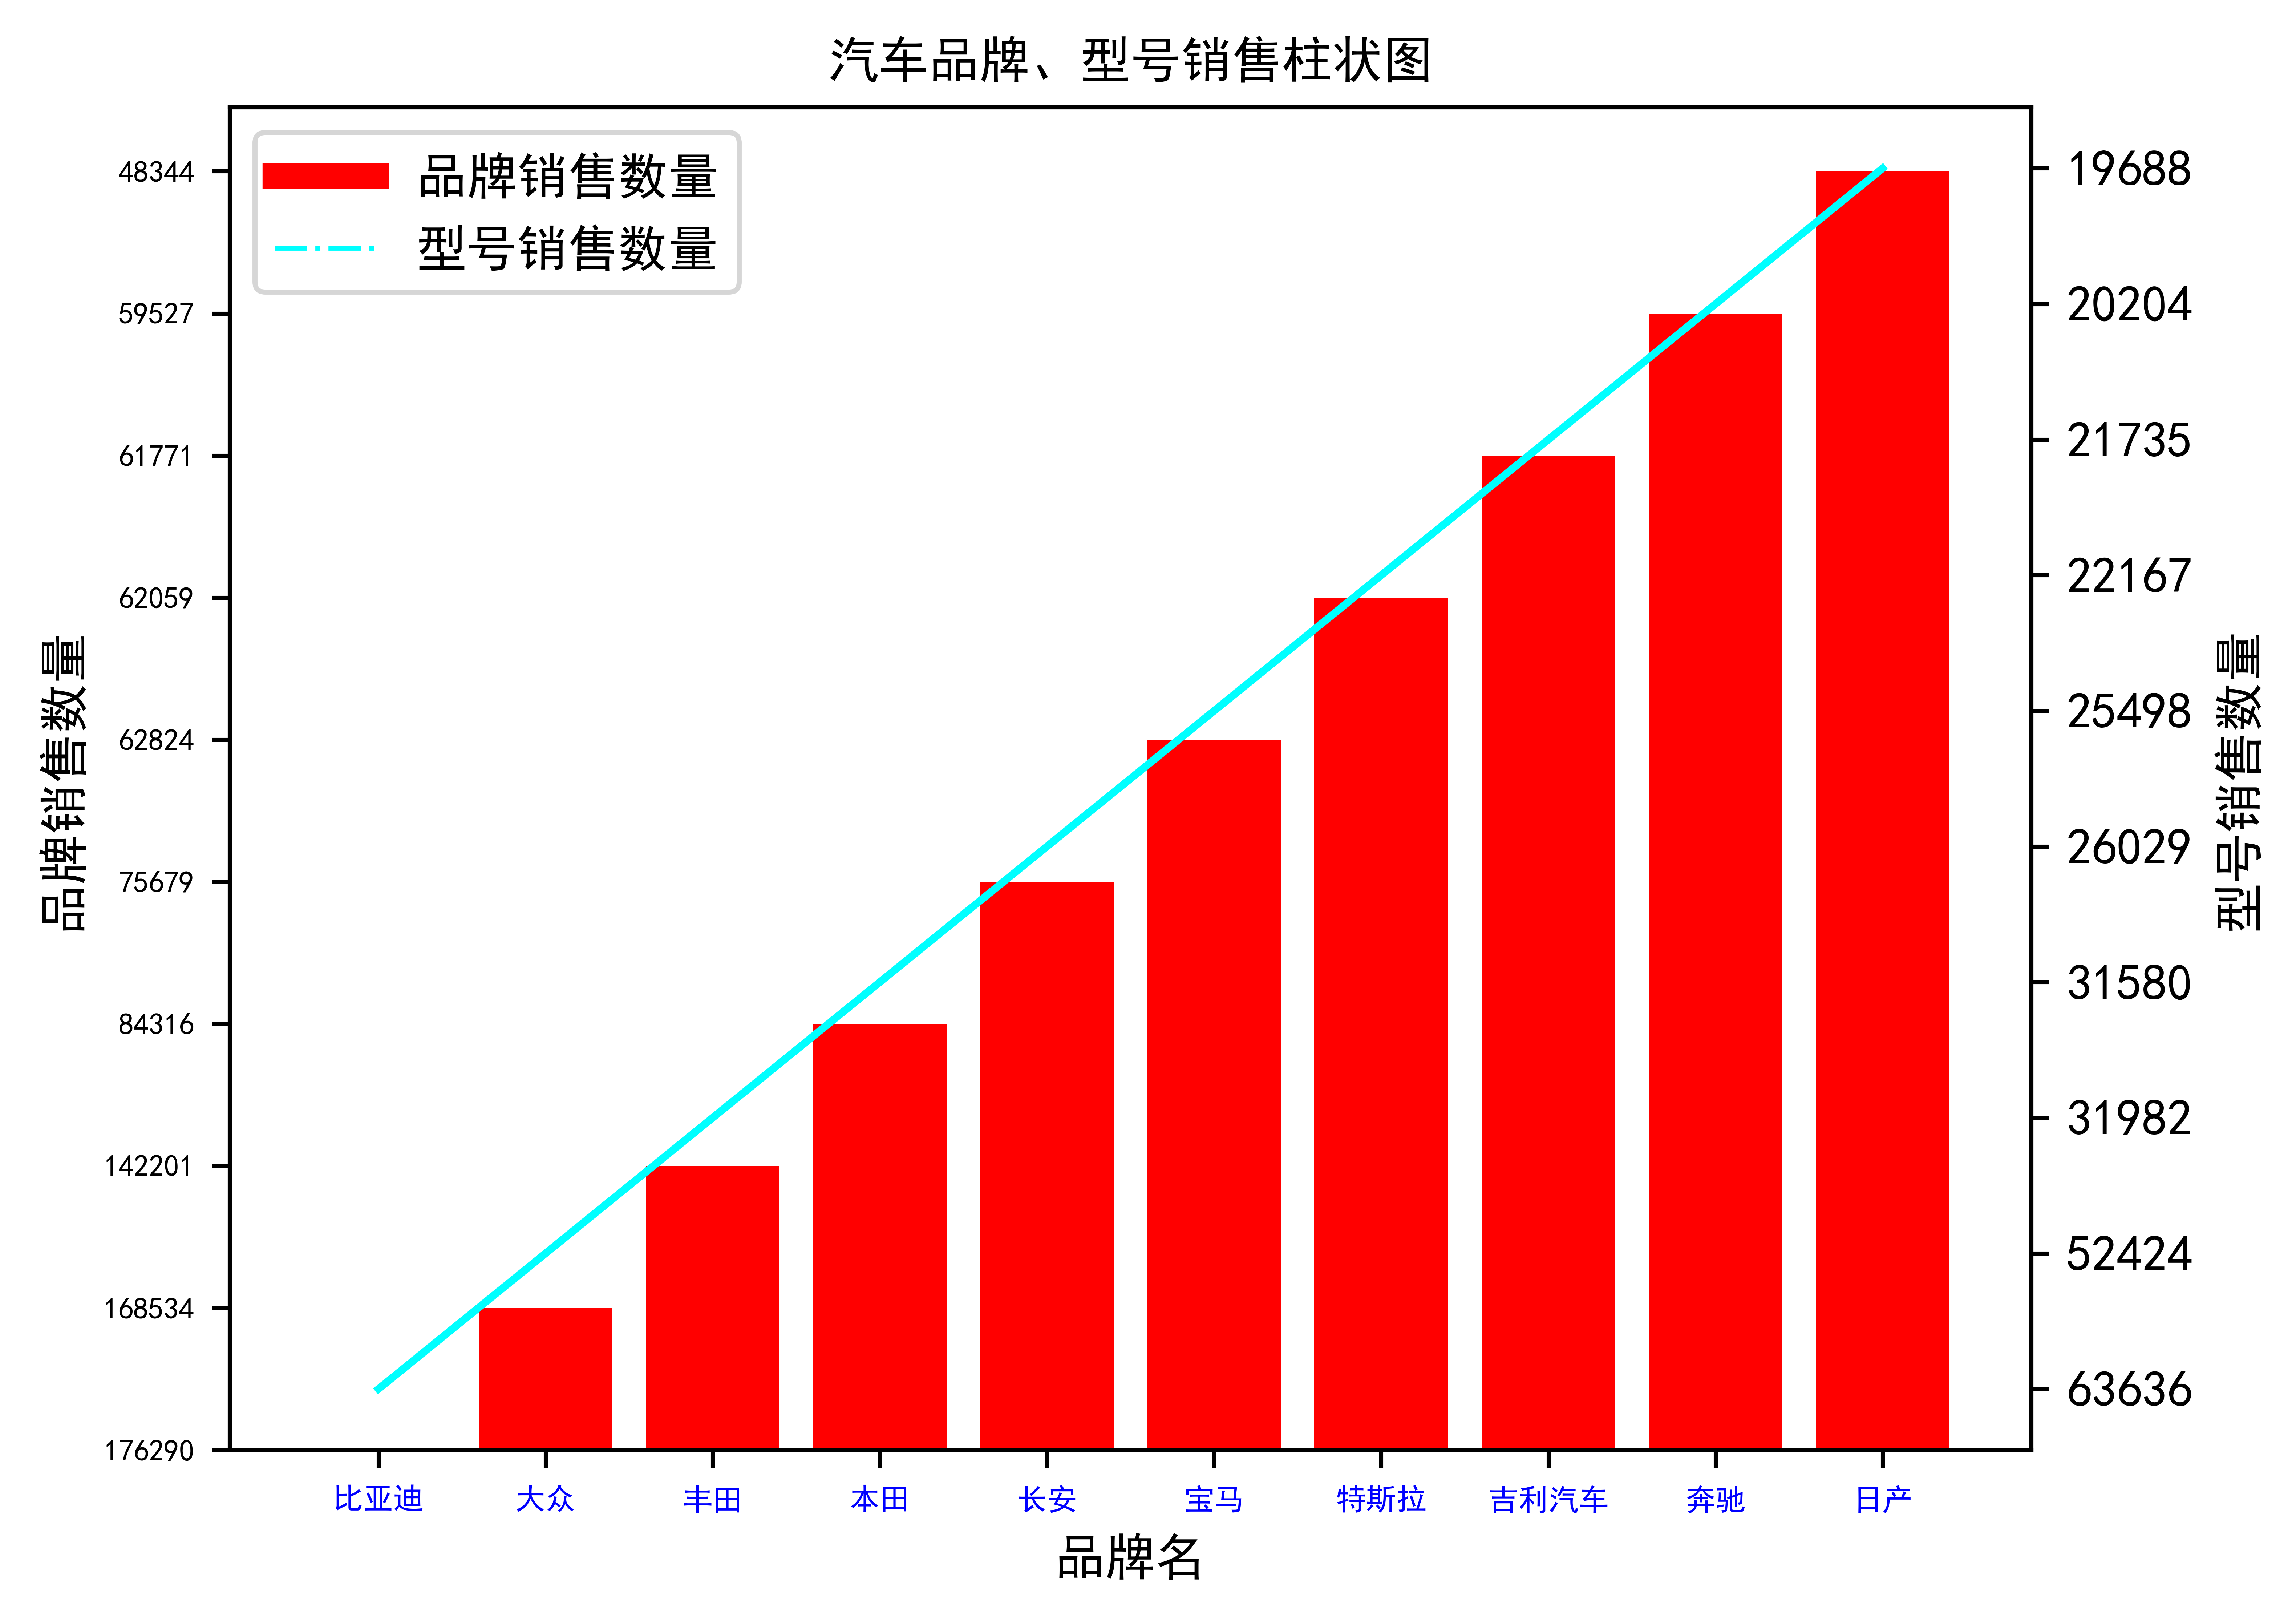 汽车品牌、型号销售柱状图
品牌销售数量
型号销售数量
48344
59527
61771
62059
62824
75679
84316
142201
168534
176290
品牌销售数量
19688
20204
21735
22167
25498
26029
31580
31982
52424
63636
型号销售数量
比亚迪 大众 丰田 本田 长安 宝马 特斯拉 吉利汽车 奔驰 日产
品牌名